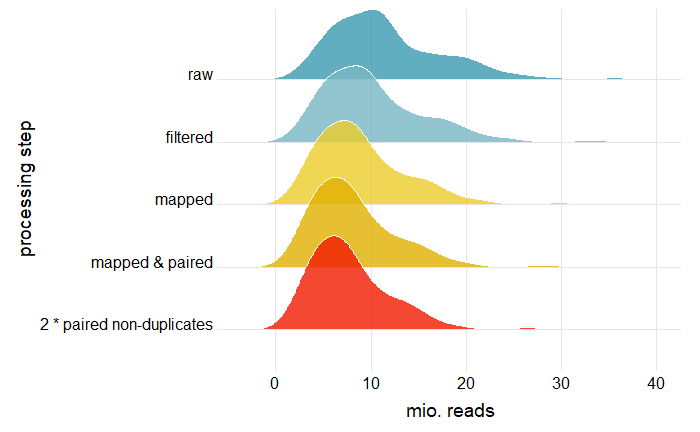 processing step
raw
filtered
mapped
mapped & paired
2 * paired non-duplicates
0 10 20 30 40
mio. reads